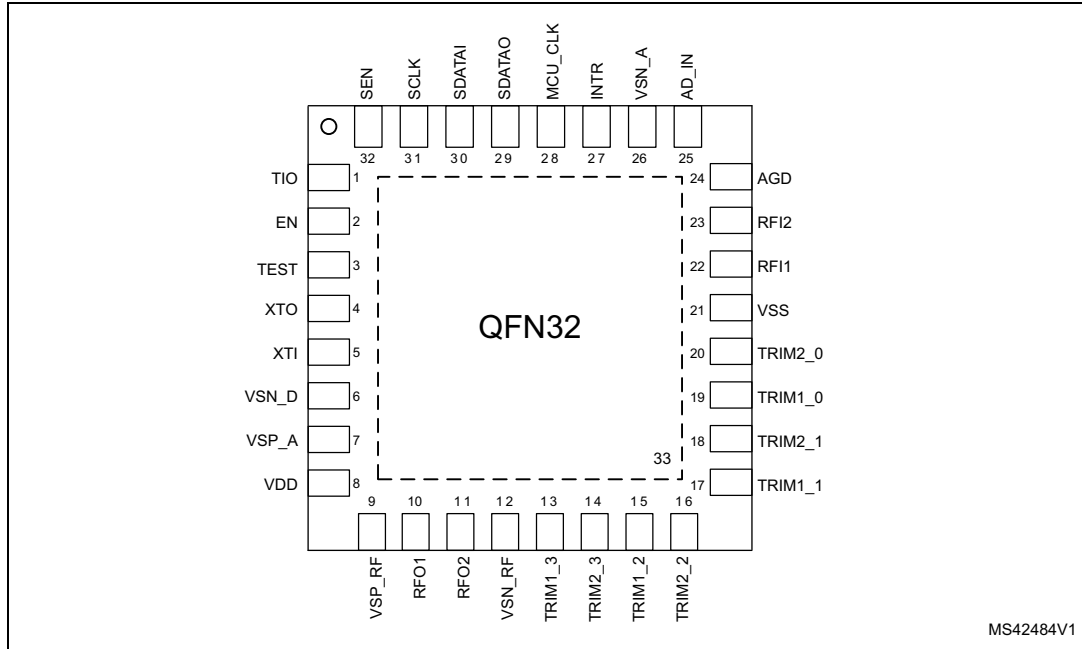 SEN
SCLK
SDATAI
SDATAO
MCU_CLK
INTR
VSN_A
AD_IN
32
31
30
29
28
27
26
25
TIO 1
EN 2
TEST 3
XTO 4
XTI 5
VSN_D 6
VSP_A 7
VDD 8
QFN32
24 AGD
23 RFI2
22 RFI1
21 VSS
20 TRIM2_0
19 TRIM1_0
18 TRIM2_1
17 TRIM1_1
33
9
10
11
12
13
14
15
16
VSP_RF
RFO1
RFO2
VSN_RF
TRIM1_3
TRIM2_3
TRIM1_2
TRIM2_2
MS42484V1